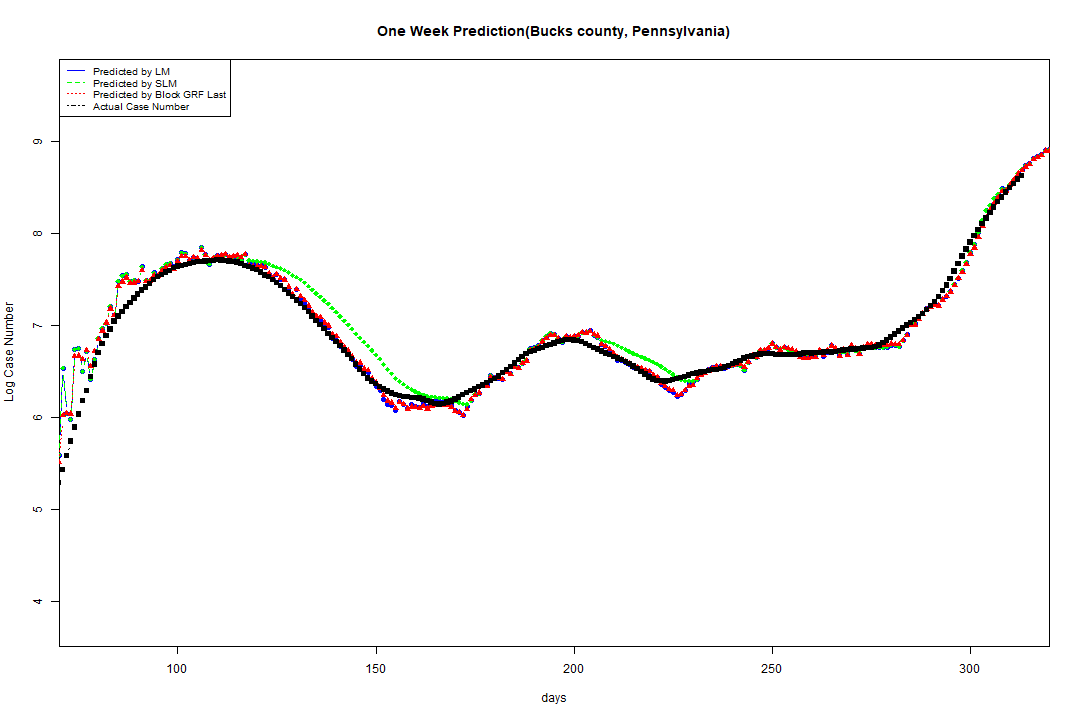 One Week Prediction(Bucks county, Pennsylvania)
Predicted by LM
Predicted by SLM
Predicted by Block GRF Last
Actual Case Number
Log Case Number
9
8
7
6
5
4
100 150 200 250 300
days